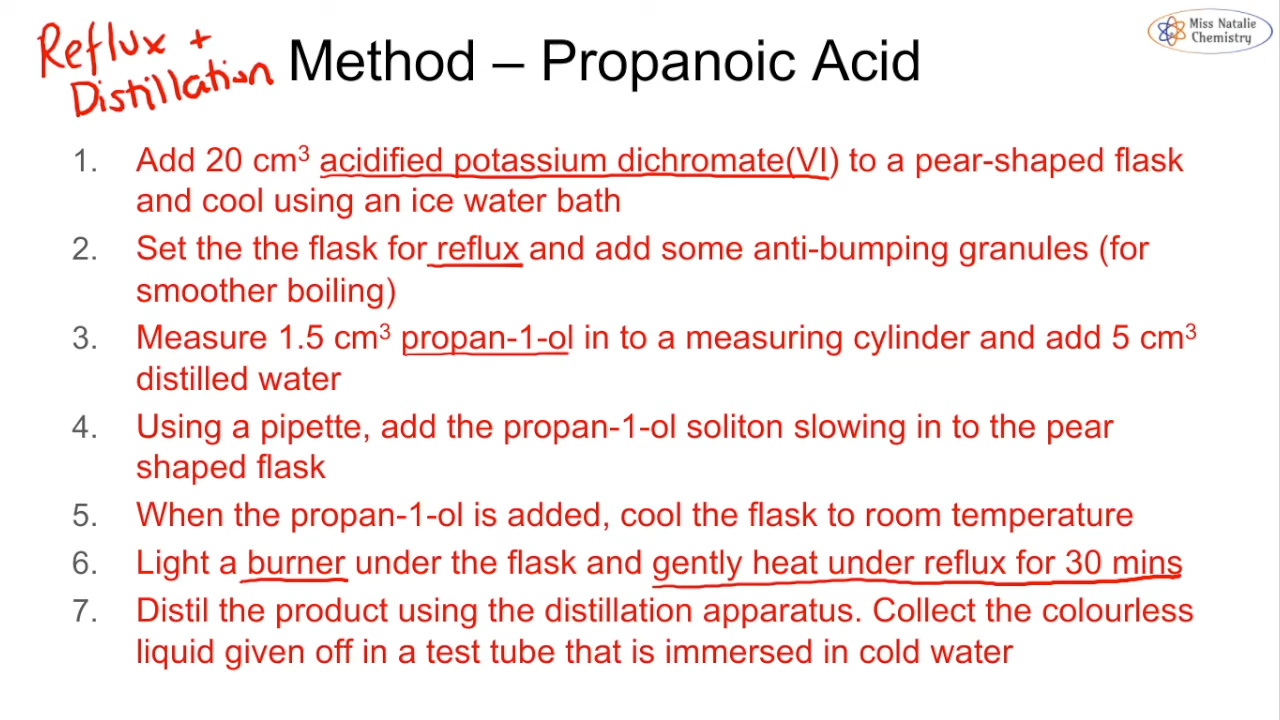 Reflux +
Distillation
Method – Propanoic Acid
Miss Natalie
Chemistry
1. Add 20 cm³ acidified potassium dichromate(VI) to a pear-shaped flask
and cool using an ice water bath
2. Set the the flask for reflux and add some anti-bumping granules (for
smoother boiling)
3. Measure 1.5 cm³ propan-1-ol in to a measuring cylinder and add 5 cm³
distilled water
4. Using a pipette, add the propan-1-ol soliton slowing in to the pear
shaped flask
5. When the propan-1-ol is added, cool the flask to room temperature
6. Light a burner under the flask and gently heat under reflux for 30 mins
7. Distil the product using the distillation apparatus. Collect the colourless
liquid given off in a test tube that is immersed in cold water